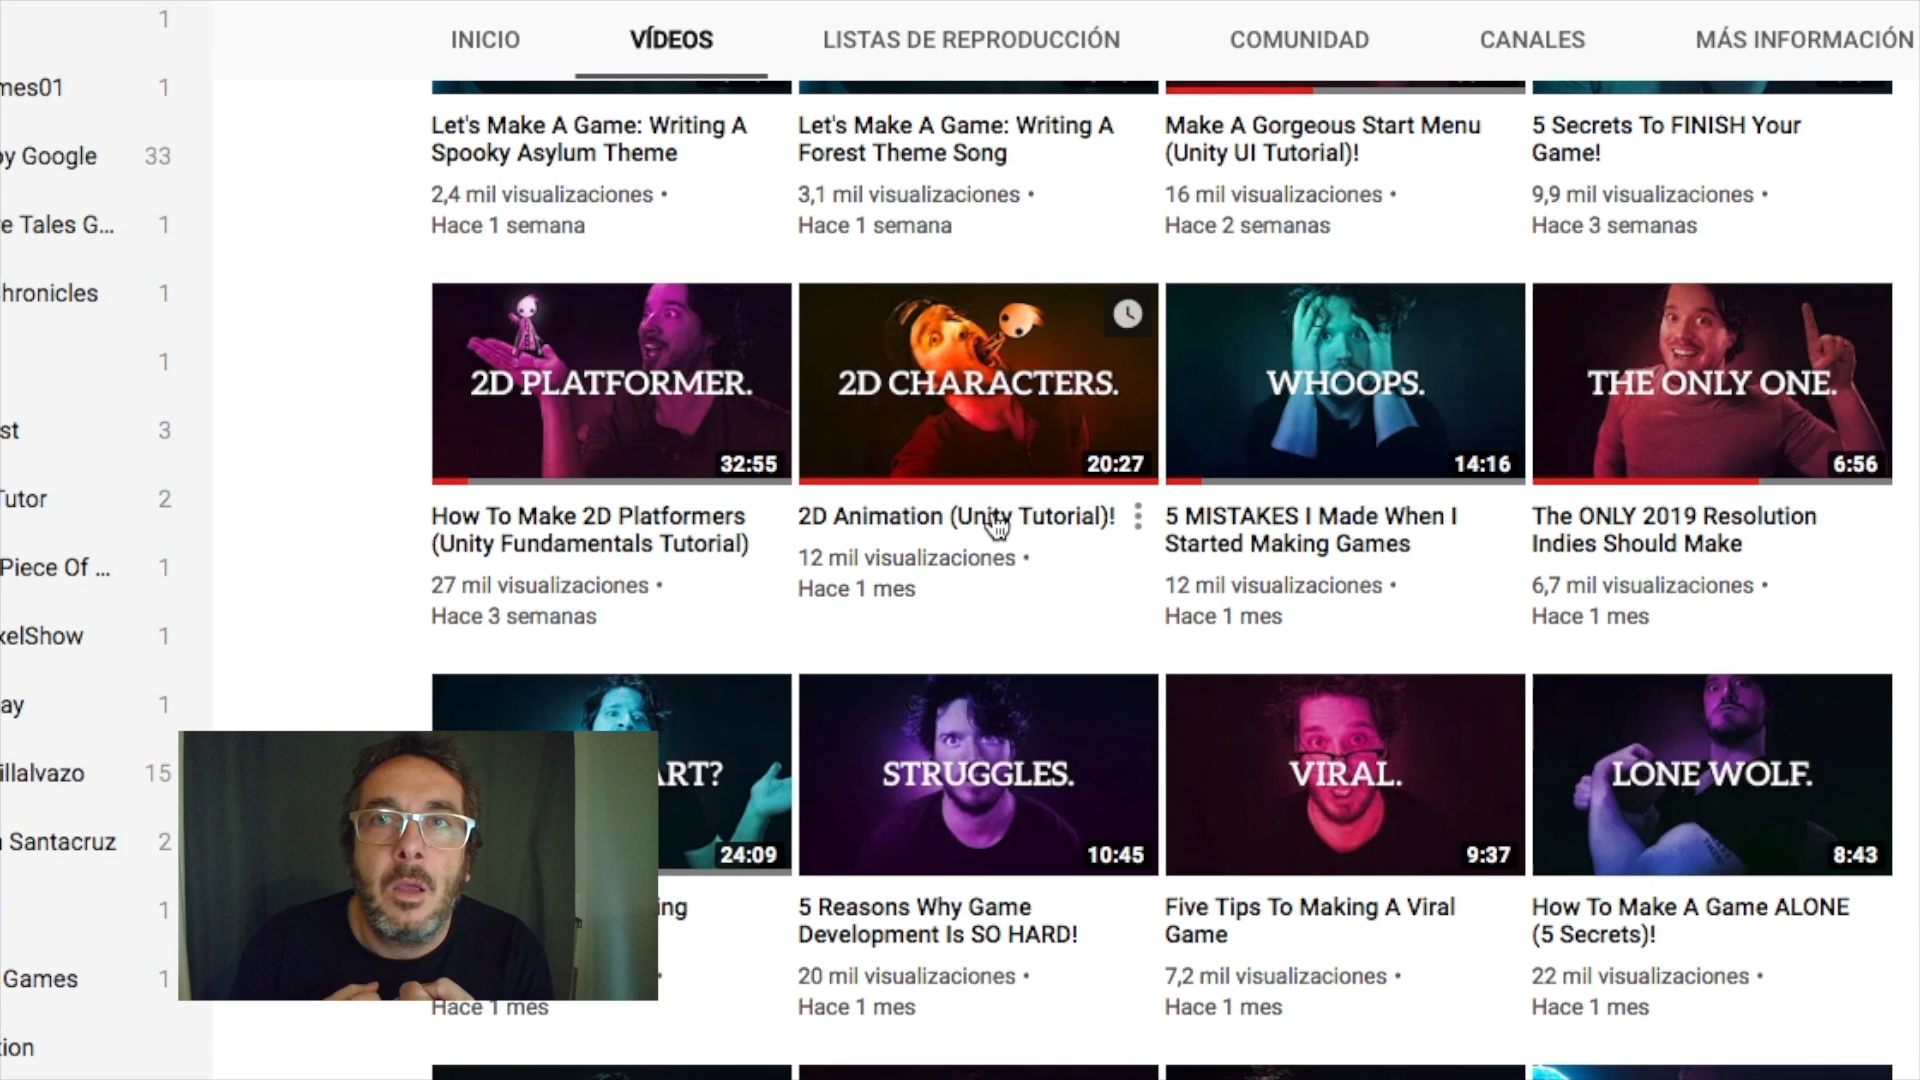 INICIO
VÍDEOS
LISTAS DE REPRODUCCIÓN
COMUNIDAD
CANALES
MÁS INFORMACIÓN
1
mes01 1
by Google 33
e Tales G... 1
hronicles 1
1
st 3
Tutor 2
Piece Of ... 1
xelShow 1
ay 1
illalvazo 15
Santacruz 2
1
Games 1
tion
Let's Make A Game: Writing A
Spooky Asylum Theme
2,4 mil visualizaciones •
Hace 1 semana
Let's Make A Game: Writing A
Forest Theme Song
3,1 mil visualizaciones •
Hace 1 semana
Make A Gorgeous Start Menu
(Unity UI Tutorial)!
16 mil visualizaciones •
Hace 2 semanas
5 Secrets To FINISH Your
Game!
9,9 mil visualizaciones •
Hace 3 semanas
2D PLATFORMER.
32:55
How To Make 2D Platformers
(Unity Fundamentals Tutorial)
27 mil visualizaciones •
Hace 3 semanas
2D CHARACTERS.
20:27
2D Animation (Unity Tutorial)!
12 mil visualizaciones •
Hace 1 mes
WHOOPS.
14:16
5 MISTAKES I Made When I
Started Making Games
12 mil visualizaciones •
Hace 1 mes
THE ONLY ONE.
6:56
The ONLY 2019 Resolution
Indies Should Make
6,7 mil visualizaciones •
Hace 1 mes
ART?
24:09
ing
Hace 1 mes
STRUGGLES.
10:45
5 Reasons Why Game
Development Is SO HARD!
20 mil visualizaciones •
Hace 1 mes
VIRAL.
9:37
Five Tips To Making A Viral
Game
7,2 mil visualizaciones •
Hace 1 mes
LONE WOLF.
8:43
How To Make A Game ALONE
(5 Secrets)!
22 mil visualizaciones •
Hace 1 mes